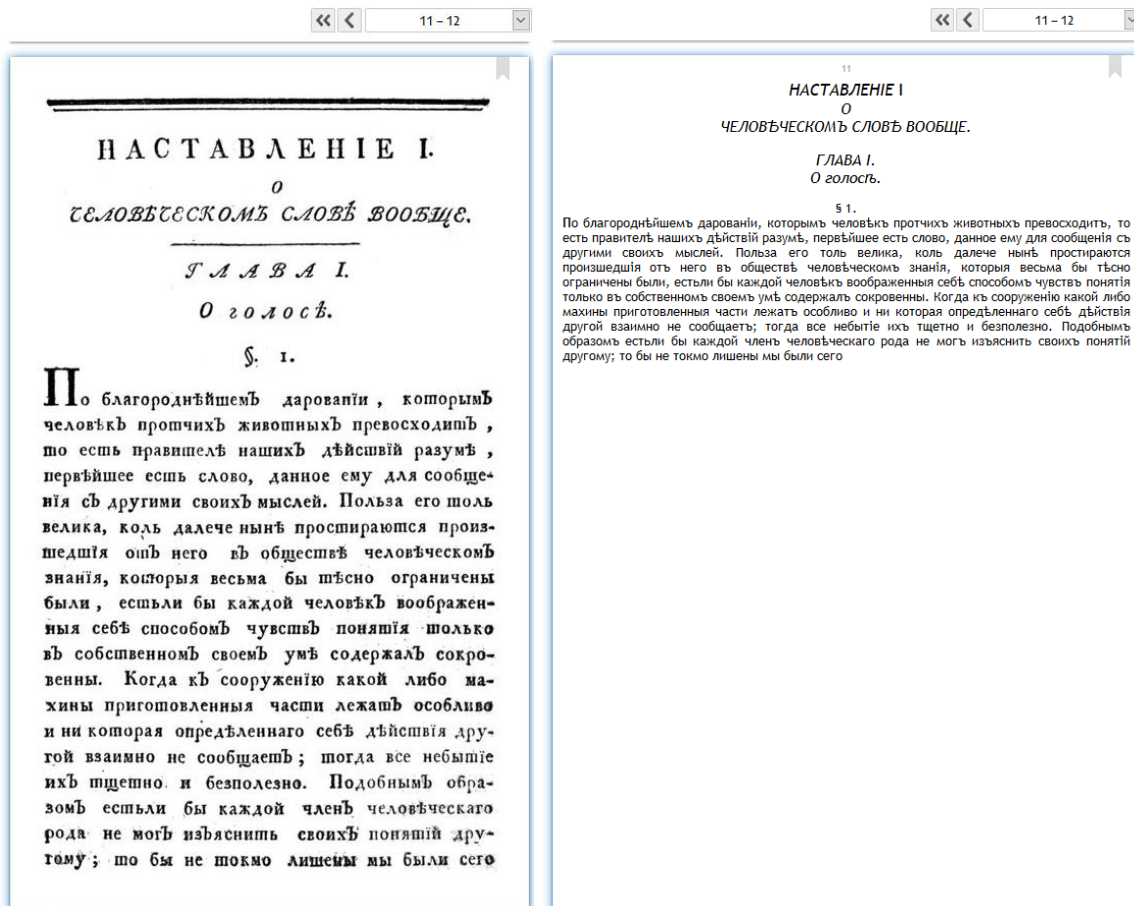 11 – 12
НАСТАВЛЕНІЕ I.
О
ЧЕЛОВѢЧЕСКОМЪ СЛОВѢ ВООБЩЕ.
ГЛАВА I.
О голосѣ.
§. 1.
По благороднѣйшемЪ дарованїи , которымЪ
человѣкЪ протчихЪ животныхЪ превосходитЪ ,
то есть правителѣ нашихЪ дѣйствїй разумѣ ,
первѣйшее есть слово, данное ему для сообще-
нїя сЪ другими своихЪ мыслей. Польза его толь
велика, коль далече нынѣ простираются произ-
шедшїя отЪ него вЪ обществѣ человѣческомЪ
знанїя, которыя весьма бы тѣсно ограничены
были , естьли бы каждой человѣкЪ воображен-
ныя себѣ способомЪ чувствЪ понятїя только
вЪ собственномЪ своемЪ умѣ содержалЪ сокро-
венны. Когда кЪ сооруженїю какой либо ма-
хины приготовленныя части лежатЪ особливо
и ни которая опредѣленнаго себѣ дѣйствїя дру-
гой взаимно не сообщаетЪ ; тогда все небытїе
ихЪ тщетно и безполезно. ПодобнымЪ обра-
зомЪ естьли бы каждой членЪ человѣческаго
рода не могЪ изЪяснить своихЪ понятїй дру-
гому ; то бы не токмо лишены мы были сего
11 – 12
11
НАСТАВЛЕНІЕ I
О
ЧЕЛОВѢЧЕСКОМЪ СЛОВѢ ВООБЩЕ.
ГЛАВА I.
О голосѣ.
§ 1.
По благороднѣйшемъ дарованіи, которымъ человѣкъ протчихъ животныхъ превосходитъ, то
есть правителѣ нашихъ дѣйствій разумѣ, первѣйшее есть слово, данное ему для сообщенія съ
другими своихъ мыслей. Польза его толь велика, коль далече нынѣ простираются
произшедшія отъ него въ обществѣ человѣческомъ знанія, которыя весьма бы тѣсно
ограничены были, естьли бы каждой человѣкъ воображенныя себѣ способомъ чувствъ понятія
только въ собственномъ своемъ умѣ содержалъ сокровенны. Когда къ сооруженію какой либо
махины приготовленныя части лежатъ особливо и ни которая опредѣленнаго себѣ дѣйствія
другой взаимно не сообщаетъ; тогда все небытіе ихъ тщетно и безполезно. Подобнымъ
образомъ естьли бы каждой членъ человѣческаго рода не могъ изъяснить своихъ понятій
другому; то бы не токмо лишены мы были сего